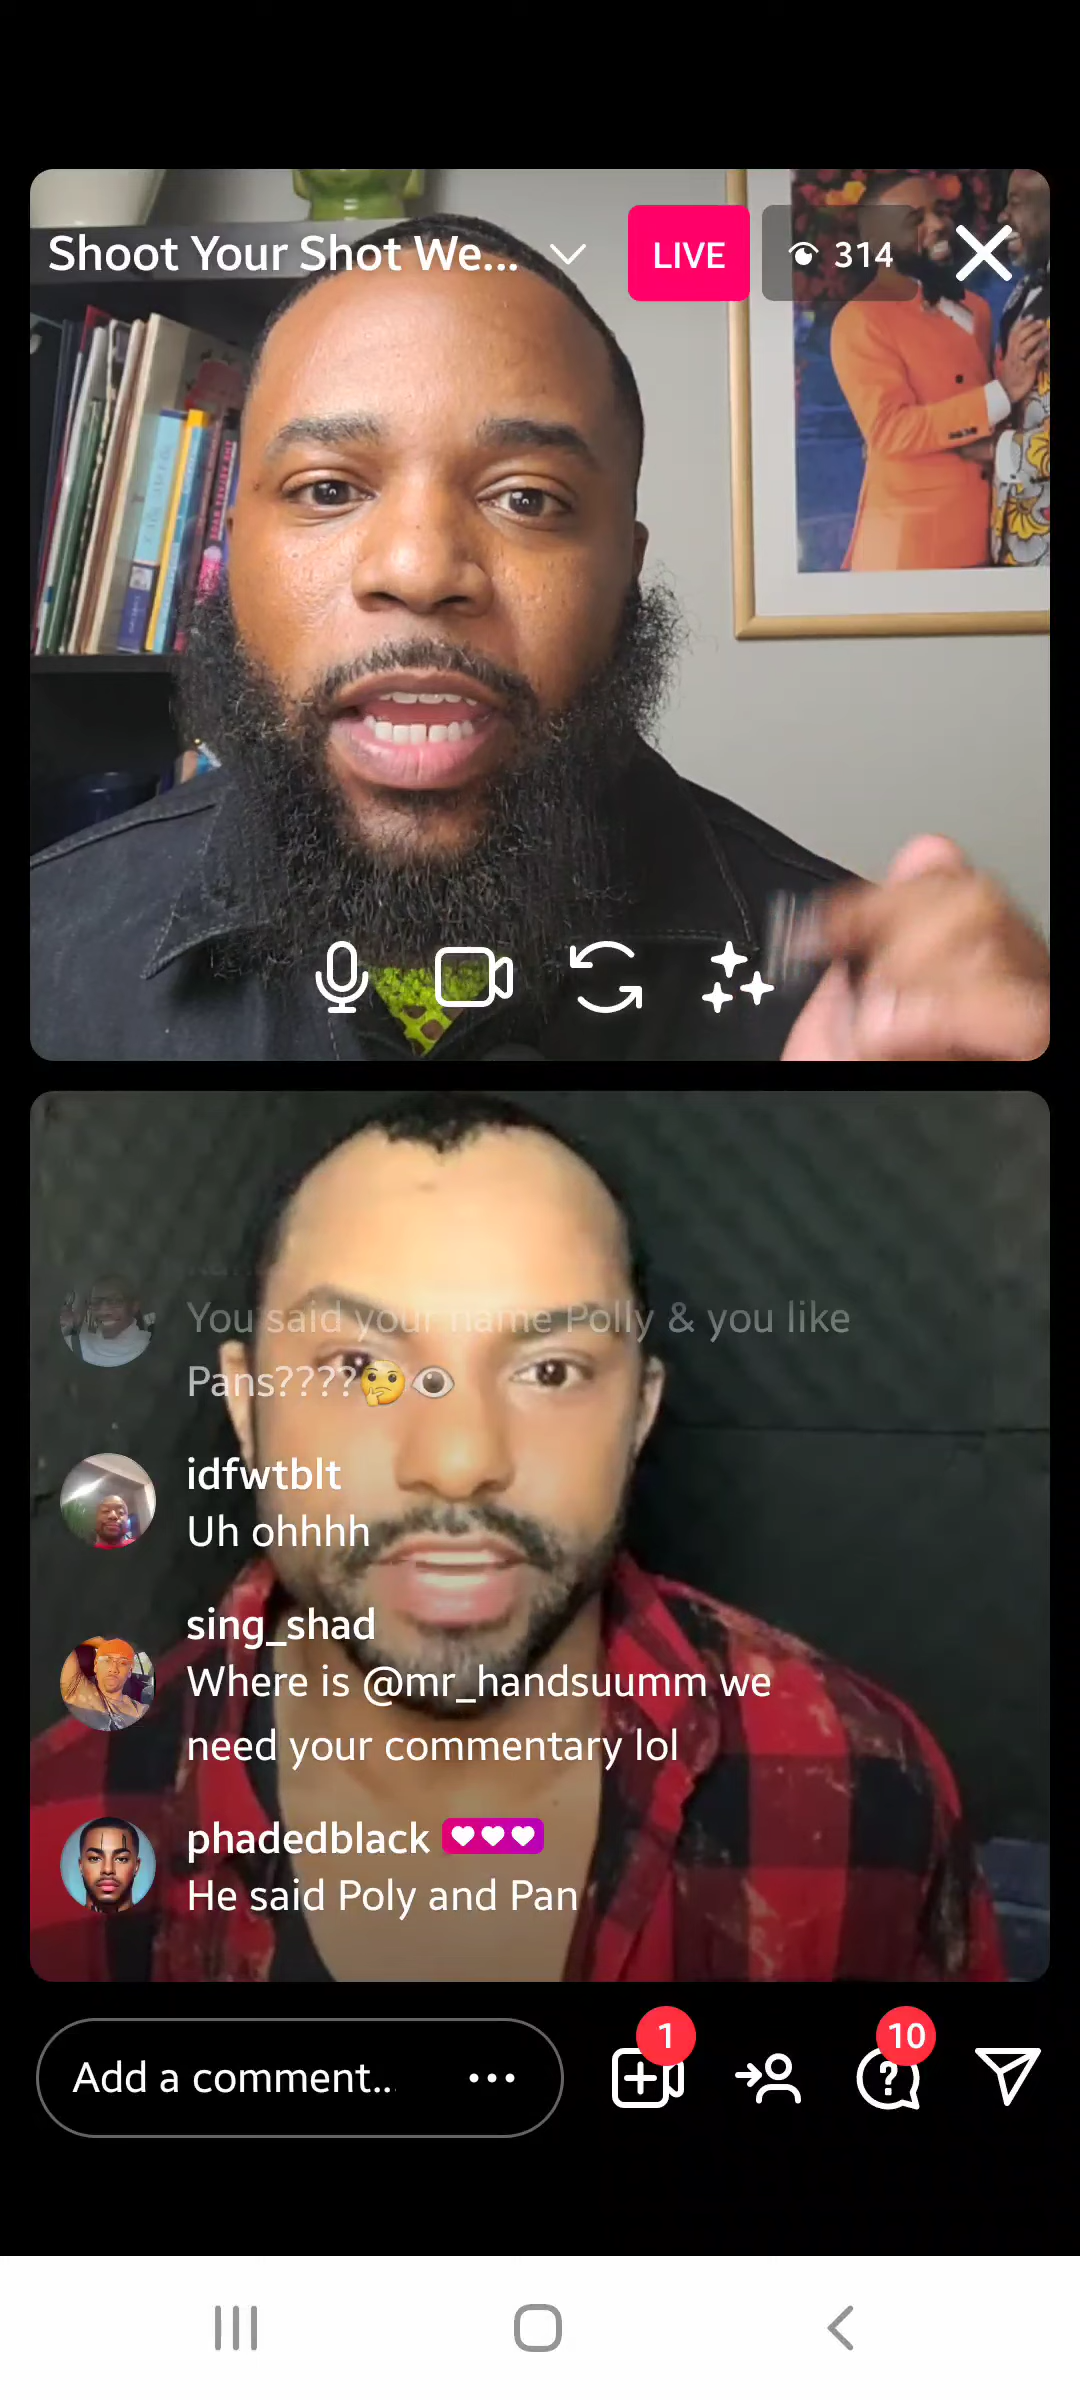 Shoot Your Shot We...
LIVE
314
You said your name Polly & you like
Pans????🤔👁
idfwtblt
Uh ohhhh
sing_shad
Where is @mr_handsuumm we
need your commentary lol
phadedblack
He said Poly and Pan
Add a comment...
1
10